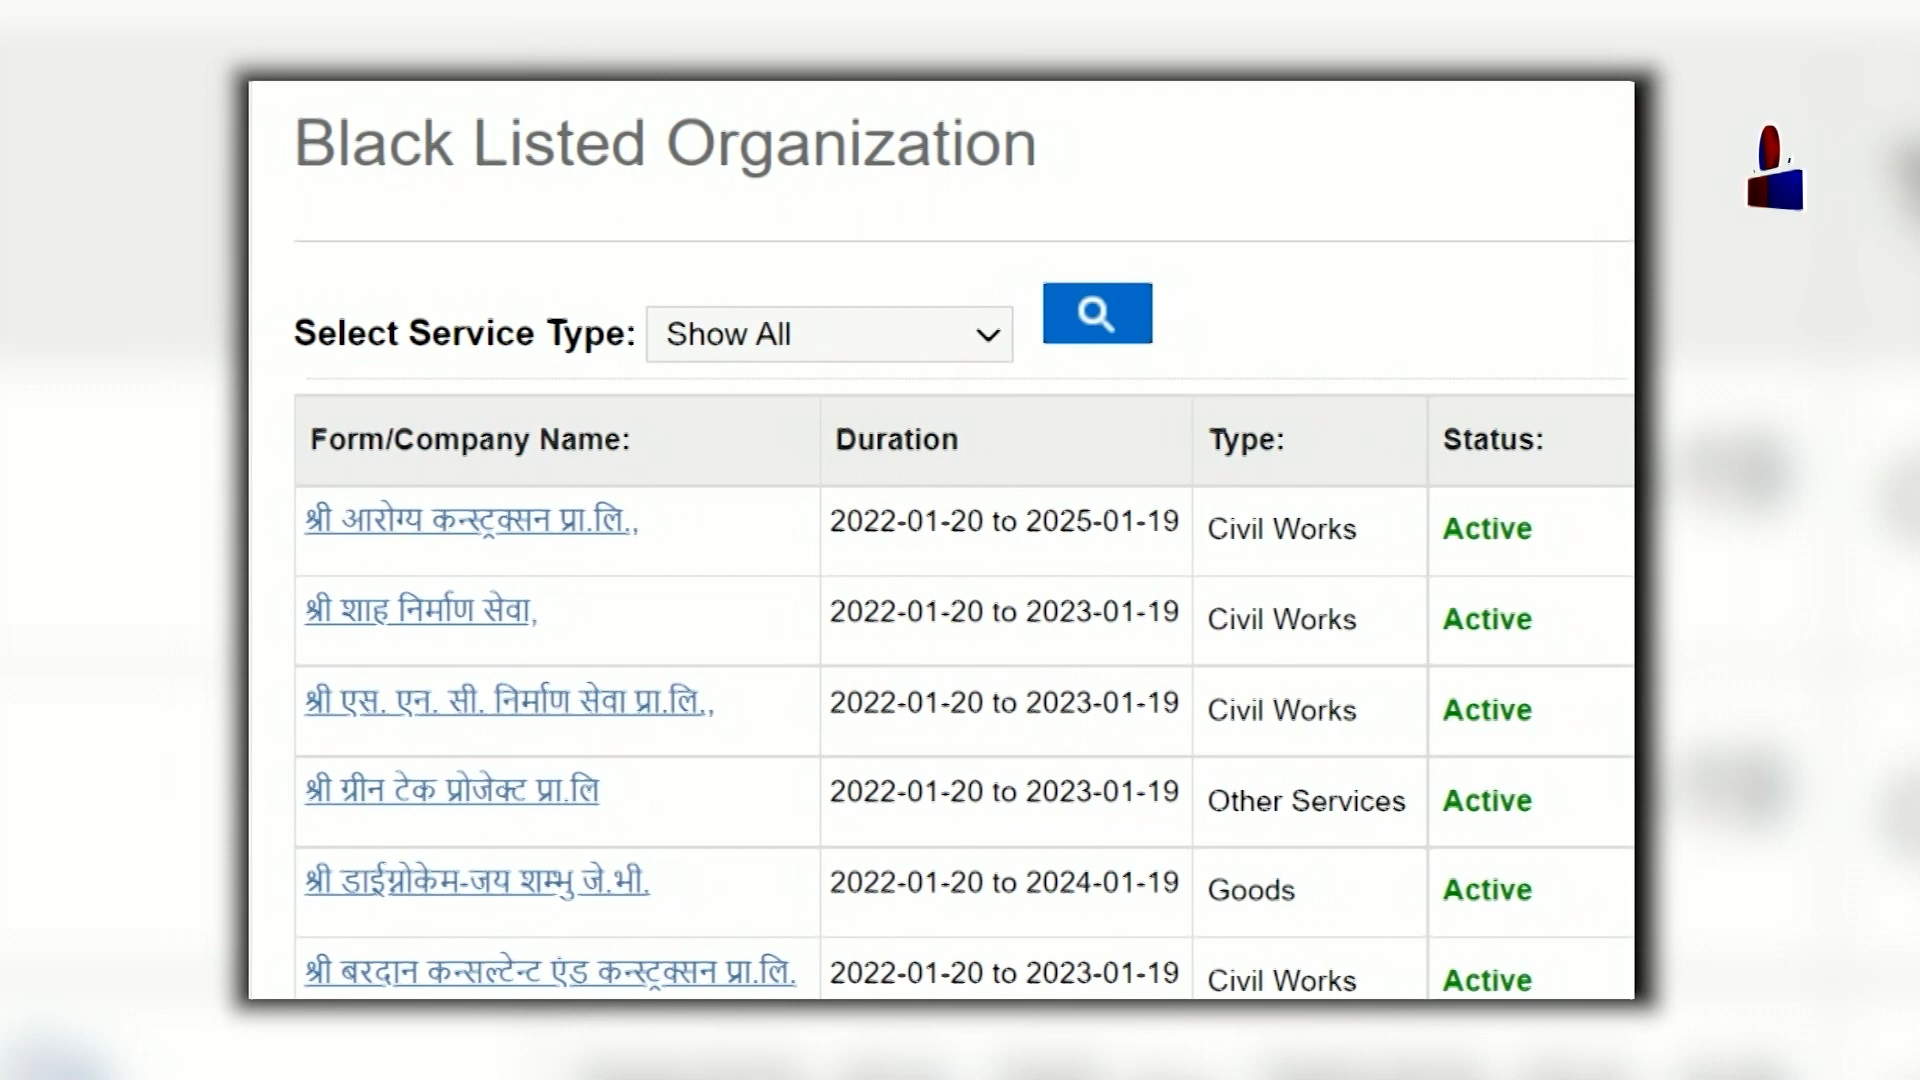 Black Listed Organization
Select Service Type: Show All
Form/Company Name: Duration Type: Status:
श्री आरोग्य कन्स्ट्रक्सन प्रा.लि., 2022-01-20 to 2025-01-19 Civil Works Active
श्री शाह निर्माण सेवा, 2022-01-20 to 2023-01-19 Civil Works Active
श्री एस. एन. सी. निर्माण सेवा प्रा.लि., 2022-01-20 to 2023-01-19 Civil Works Active
श्री ग्रीन टेक प्रोजेक्ट प्रा.लि 2022-01-20 to 2023-01-19 Other Services Active
श्री डाईग्नोकेम-जय शम्भु जे.भी. 2022-01-20 to 2024-01-19 Goods Active
श्री बरदान कन्सल्टेन्ट एंड कन्स्ट्रक्सन प्रा.लि. 2022-01-20 to 2023-01-19 Civil Works Active